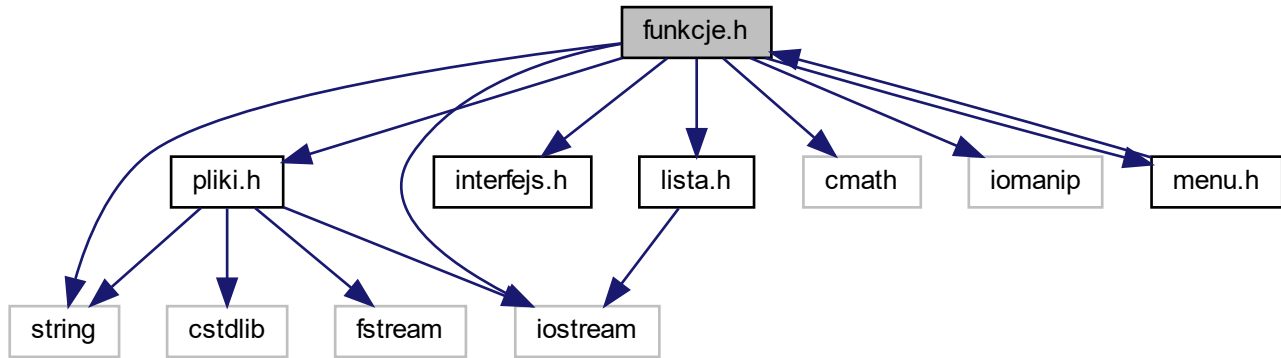 funkcje.h
pliki.h
interfejs.h
lista.h
cmath
iomanip
menu.h
string
cstdlib
fstream
iostream